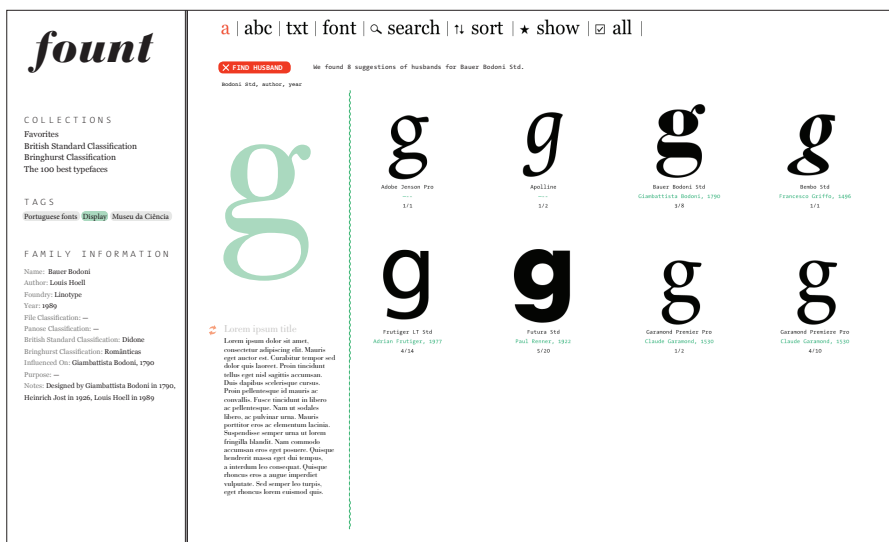 fount
a | abc | txt | font | search | sort | ★ show | all |
FIND HUSBAND
We found 8 suggestions of husbands for Bauer Bodoni Std.
Bodoni Std, author, year
COLLECTIONS
Favorites
British Standard Classification
Bringhurst Classification
The 100 best typefaces
TAGS
Portuguese fonts Display Museu da Ciência
FAMILY INFORMATION
Name: Bauer Bodoni
Author: Louis Hoell
Foundry: Linotype
Year: 1989
File Classification: —
Panose Classification: —
British Standard Classification: Didone
Bringhurst Classification: Românticas
Influenced On: Giambattista Bodoni, 1790
Purpose: —
Notes: Designed by Giambattista Bodoni in 1790,
Heinrich Jost in 1926, Louis Hoell in 1989
g
Lorem ipsum title
Lorem ipsum dolor sit amet,
consectetur adipiscing elit. Mauris
eget auctor est. Curabitur tempor sed
dolor quis laoreet. Proin tincidunt
tellus eget nisl sagittis accumsan.
Duis dapibus scelerisque cursus.
Proin pellentesque id mauris ac
convallis. Fusce tincidunt in libero
ac pellentesque. Nam ut sodales
libero, ac pulvinar urna. Mauris
porttitor eros ac elementum lacinia.
Suspendisse semper urna ut lorem
fringilla blandit. Nam commodo
accumsan eros eget posuere. Quisque
hendrerit massa eget dui tempus,
a interdum leo consequat. Quisque
rhoncus eros a augue imperdiet
vulputate. Sed semper leo turpis,
eget rhoncus lorem euismod quis.
g
Adobe Jenson Pro
---
1/1
g
Apolline
---
1/2
g
Bauer Bodoni Std
Giambattista Bodoni, 1790
3/8
g
Bembo Std
Francesco Griffo, 1496
1/1
g
Frutiger LT Std
Adrian Frutiger, 1977
4/14
g
Futura Std
Paul Renner, 1922
5/20
g
Garamond Premier Pro
Claude Garamond, 1530
1/2
g
Garamond Premiere Pro
Claude Garamond, 1530
4/10